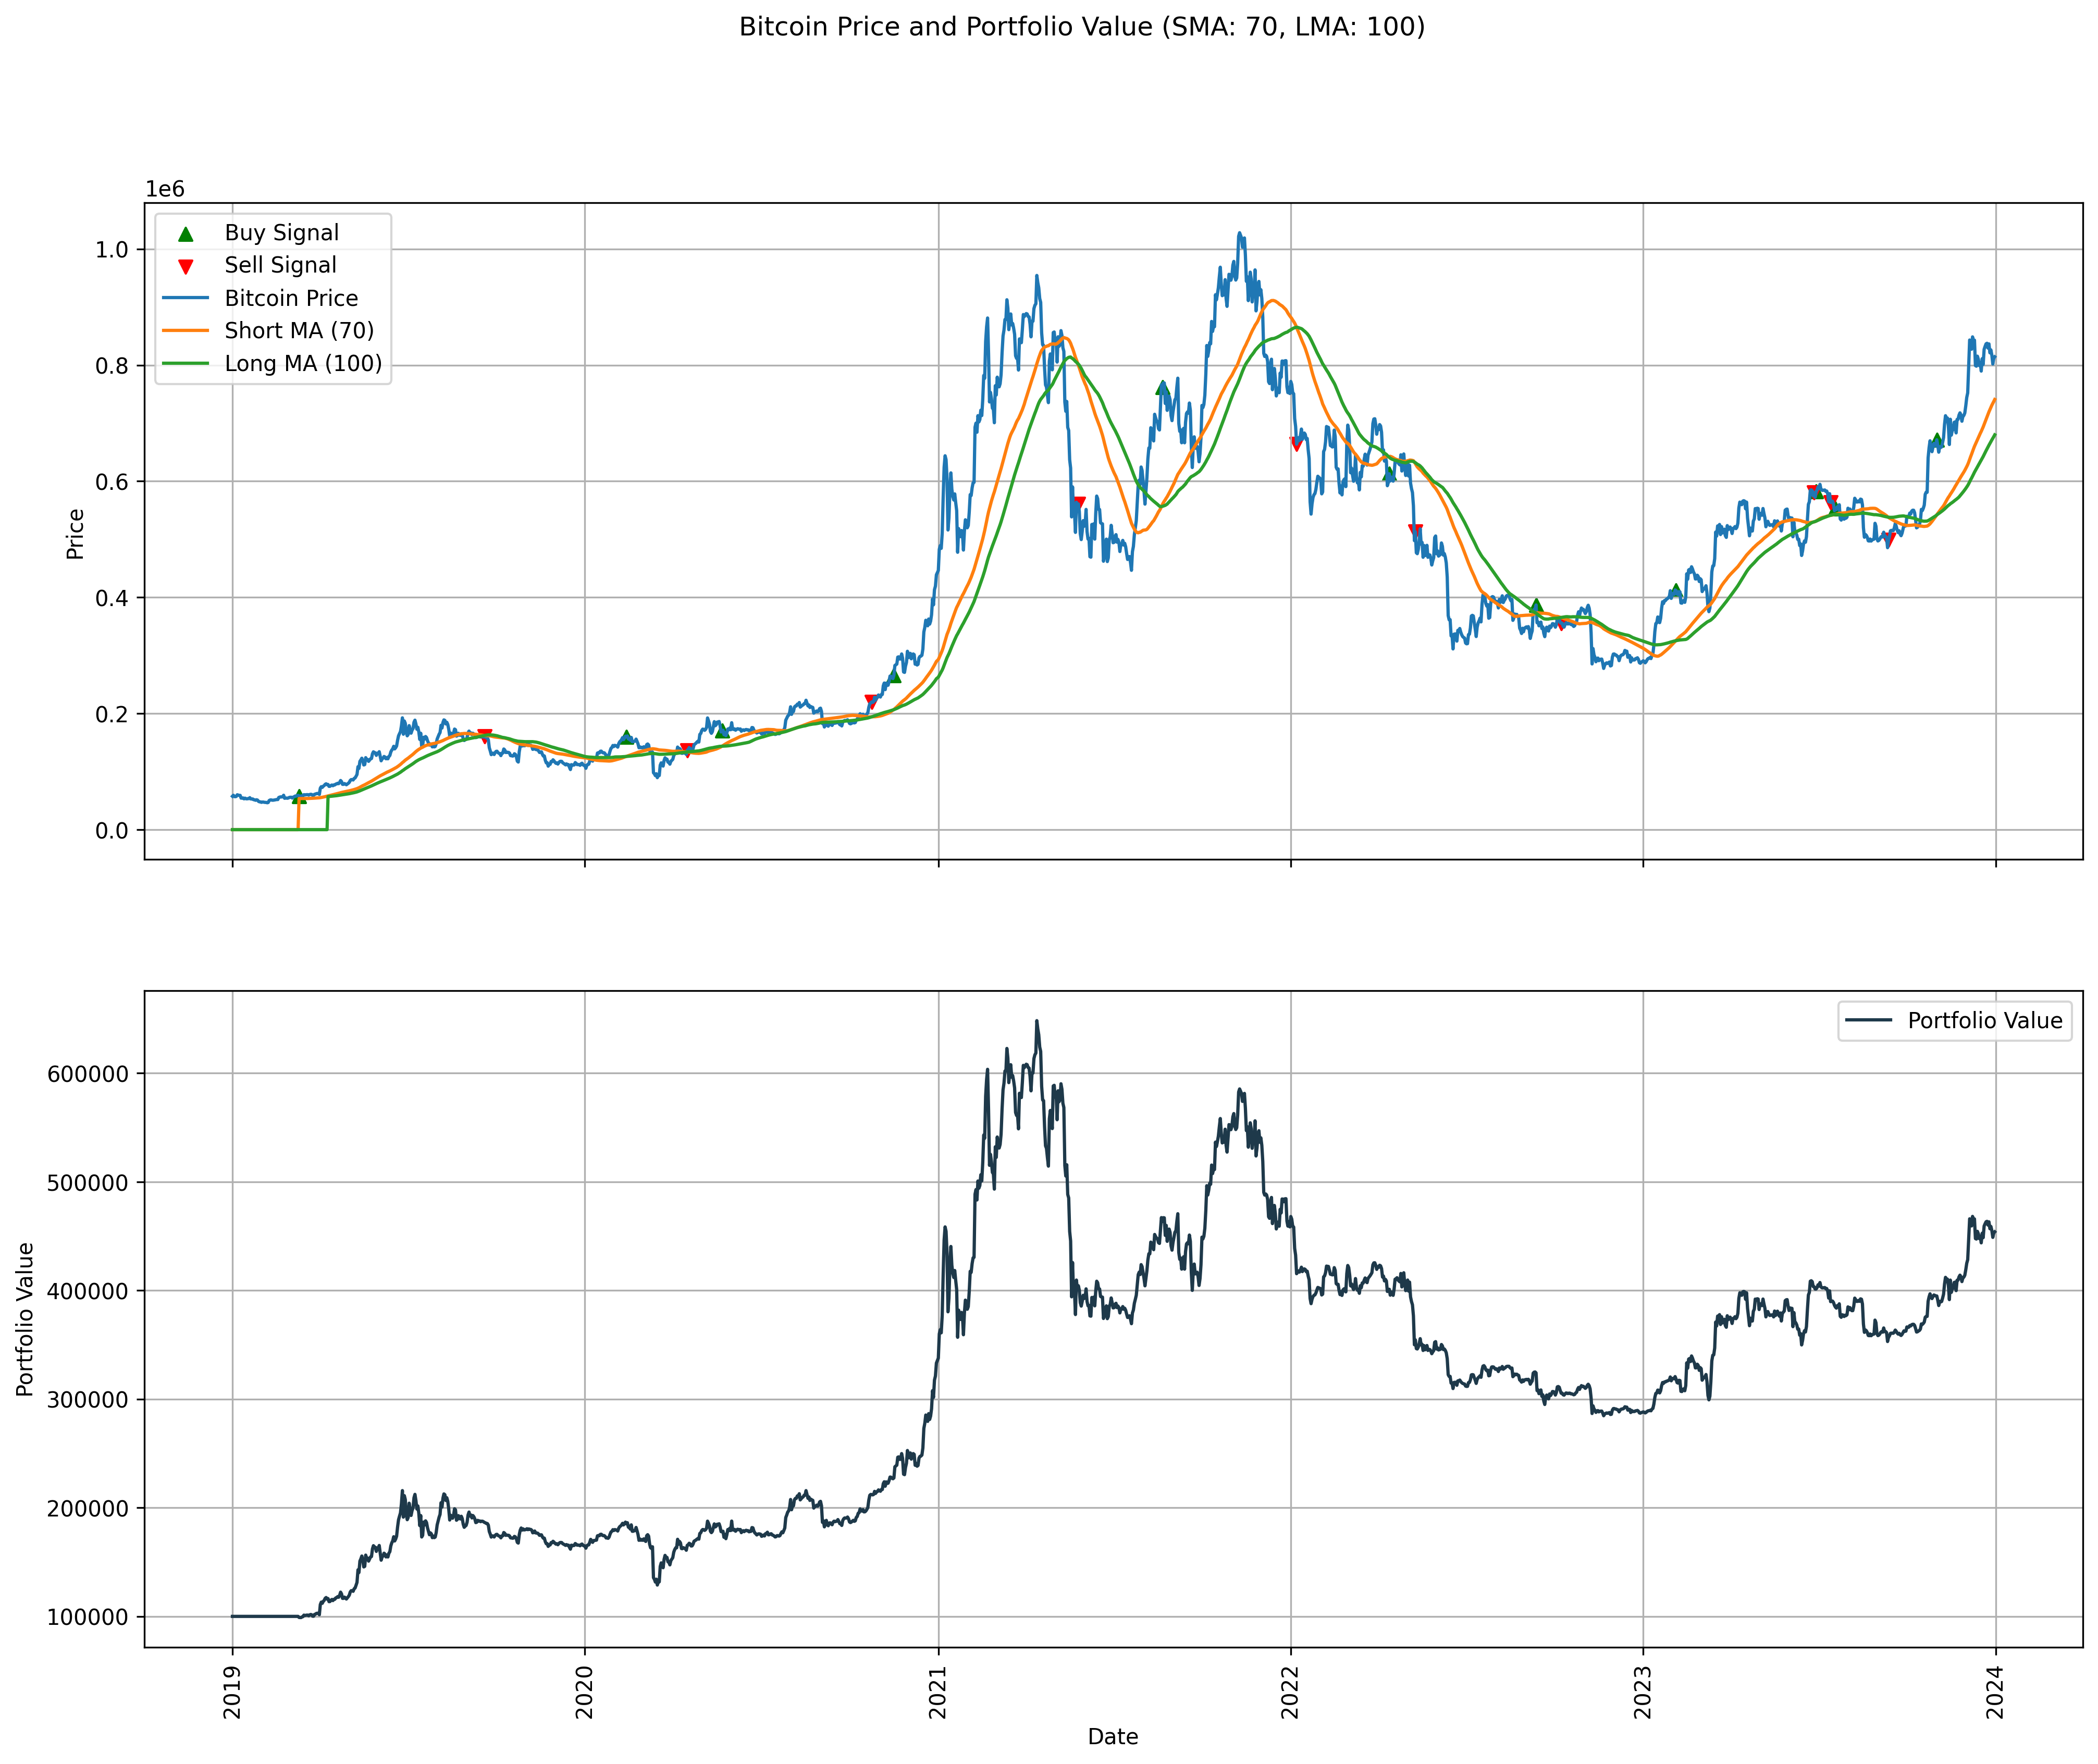 Bitcoin Price and Portfolio Value (SMA: 70, LMA: 100)
1e6
Buy Signal
Sell Signal
Bitcoin Price
Short MA (70)
Long MA (100)
Price
1.0
0.8
0.6
0.4
0.2
0.0
Portfolio Value
Portfolio Value
600000
500000
400000
300000
200000
100000
2019
2020
2021
2022
2023
2024
Date